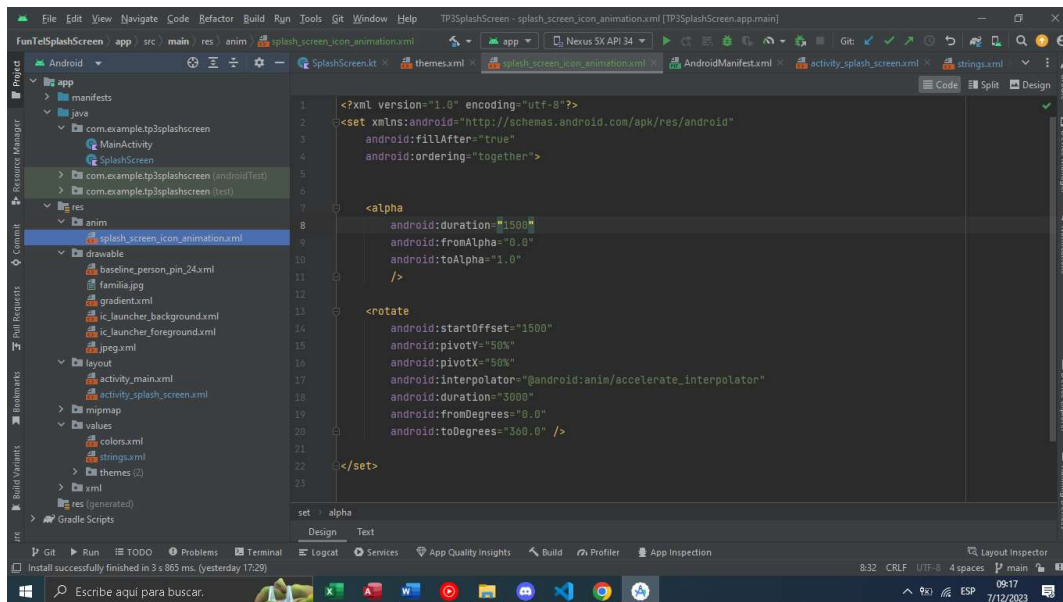 File Edit View Navigate Code Refactor Build Run Tools Git Window Help TP3SplashScreen - splash_screen_icon_animation.xml [TP3SplashScreen.app.main]
FunTelSplashScreen app src main res anim splash_screen_icon_animation.xml app Nexus 5X API 34 Git:
Android SplashScreen.kt themes.xml splash_screen_icon_animation.xml AndroidManifest.xml activity_splash_screen.xml strings.xml
Code Split Design
Project
Resource Manager
Commit
Pull Requests
Bookmarks
Build Variants
app
manifests
java
com.example.tp3splashscreen
MainActivity
SplashScreen
com.example.tp3splashscreen (androidTest)
com.example.tp3splashscreen (test)
res
anim
splash_screen_icon_animation.xml
drawable
baseline_person_pin_24.xml
familia.jpg
gradient.xml
ic_launcher_background.xml
ic_launcher_foreground.xml
jpeg.xml
layout
activity_main.xml
activity_splash_screen.xml
mipmap
values
colors.xml
strings.xml
themes (2)
xml
res (generated)
Gradle Scripts
1 <?xml version="1.0" encoding="utf-8"?>
2 <set xmlns:android="http://schemas.android.com/apk/res/android"
3 android:fillAfter="true"
4 android:ordering="together">
5
6
7 <alpha
8 android:duration="1500"
9 android:fromAlpha="0.0"
10 android:toAlpha="1.0"
11 />
12
13 <rotate
14 android:startOffset="1500"
15 android:pivotY="50%"
16 android:pivotX="50%"
17 android:interpolator="@android:anim/accelerate_interpolator"
18 android:duration="3000"
19 android:fromDegrees="0.0"
20 android:toDegrees="360.0" />
21
22 </set>
23
set alpha
Design Text
Git Run TODO Problems Terminal Logcat Services App Quality Insights Build Profiler App Inspection Layout Inspector
Install successfully finished in 3 s 865 ms. (yesterday 17:29) 8:32 CRLF UTF-8 4 spaces main
Escribe aquí para buscar. ESP 09:17
7/12/2023